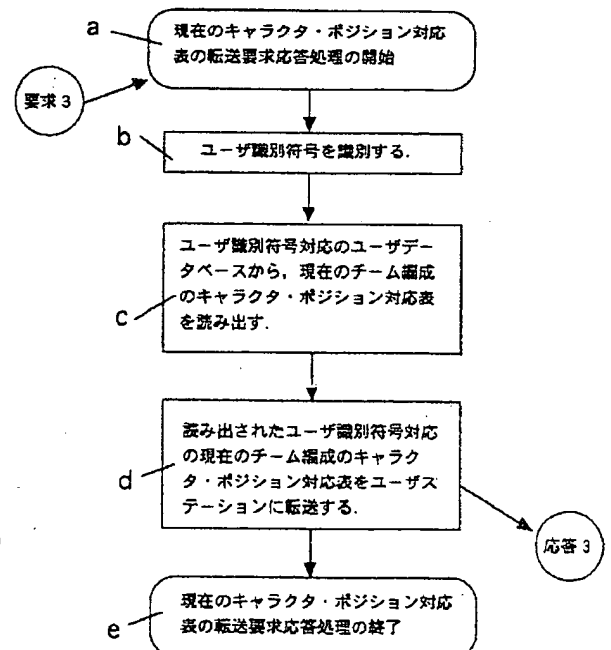 a
現在のキャラクタ・ポジション対応
表の転送要求応答処理の開始
要求3
b
ユーザ識別符号を識別する.
ユーザ識別符号対応のユーザデー
タベースから，現在のチーム編成
のキャラクタ・ポジション対応表
を読み出す.
c
読み出されたユーザ識別符号対応
の現在のチーム編成のキャラク
タ・ポジション対応表をユーザス
テーションに転送する.
d
応答3
現在のキャラクタ・ポジション対応
表の転送要求応答処理の終了
e